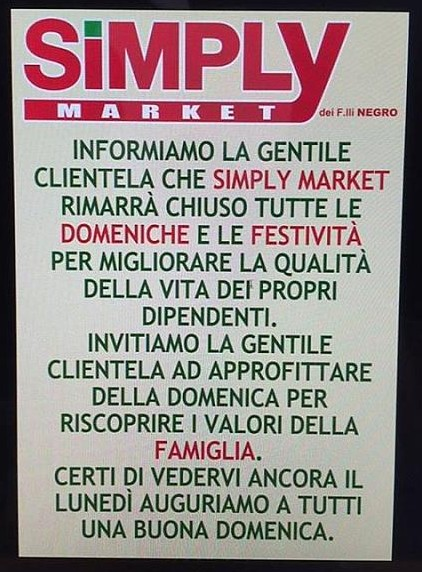 SiMPLy
MARKET
dei F.lli NEGRO
INFORMIAMO LA GENTILE
CLIENTELA CHE SIMPLY MARKET
RIMARRÀ CHIUSO TUTTE LE
DOMENICHE E LE FESTIVITÀ
PER MIGLIORARE LA QUALITÀ
DELLA VITA DEI PROPRI
DIPENDENTI.
INVITIAMO LA GENTILE
CLIENTELA AD APPROFITTARE
DELLA DOMENICA PER
RISCOPRIRE I VALORI DELLA
FAMIGLIA.
CERTI DI VEDERVI ANCORA IL
LUNEDÌ AUGURIAMO A TUTTI
UNA BUONA DOMENICA.